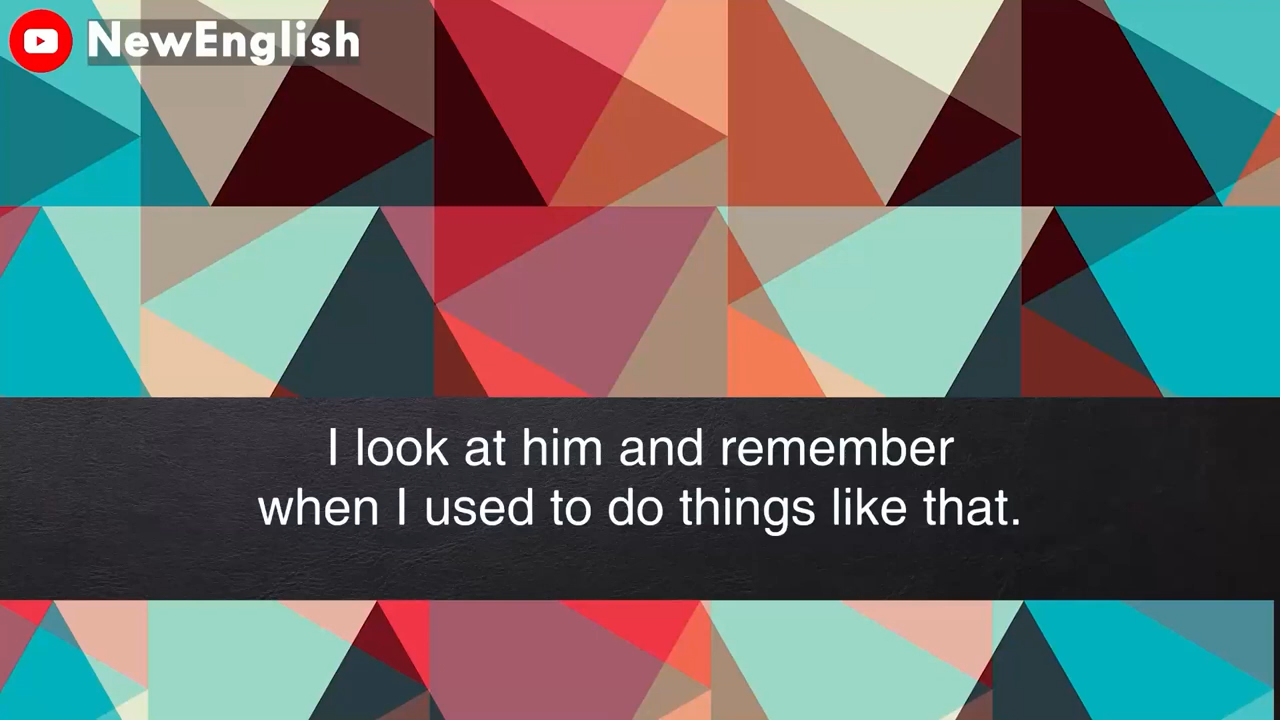 NewEnglish
I look at him and remember
when I used to do things like that.